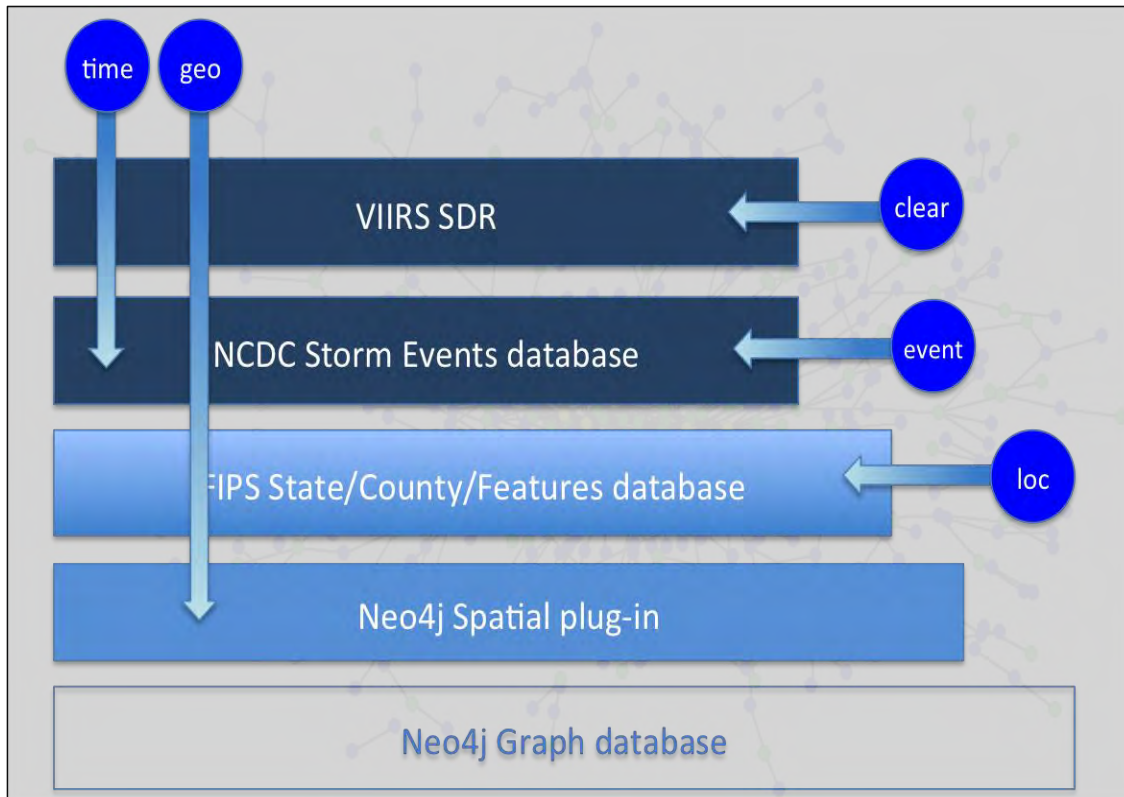 time
geo
VIIRS SDR
clear
NCDC Storm Events database
event
FIPS State/County/Features database
loc
Neo4j Spatial plug-in
Neo4j Graph database